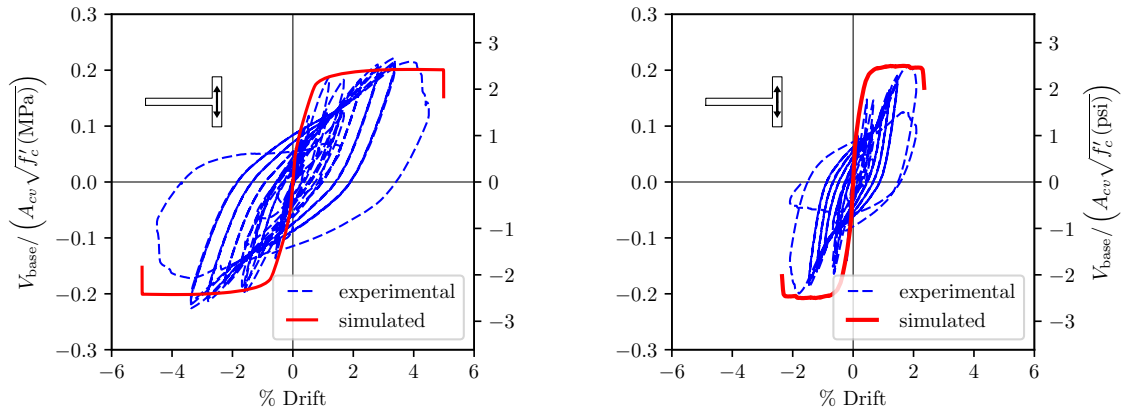 0.3
0.2
0.1
0.0
−0.1
−0.2
−0.3
V_base / (A_cv √f′_c (MPa))
3
2
1
0
−1
−2
−3
experimental
simulated
−6 −4 −2 0 2 4 6
% Drift
0.3
0.2
0.1
0.0
−0.1
−0.2
−0.3
3
2
1
0
−1
−2
−3
V_base / (A_cv √f′_c (psi))
experimental
simulated
−6 −4 −2 0 2 4 6
% Drift